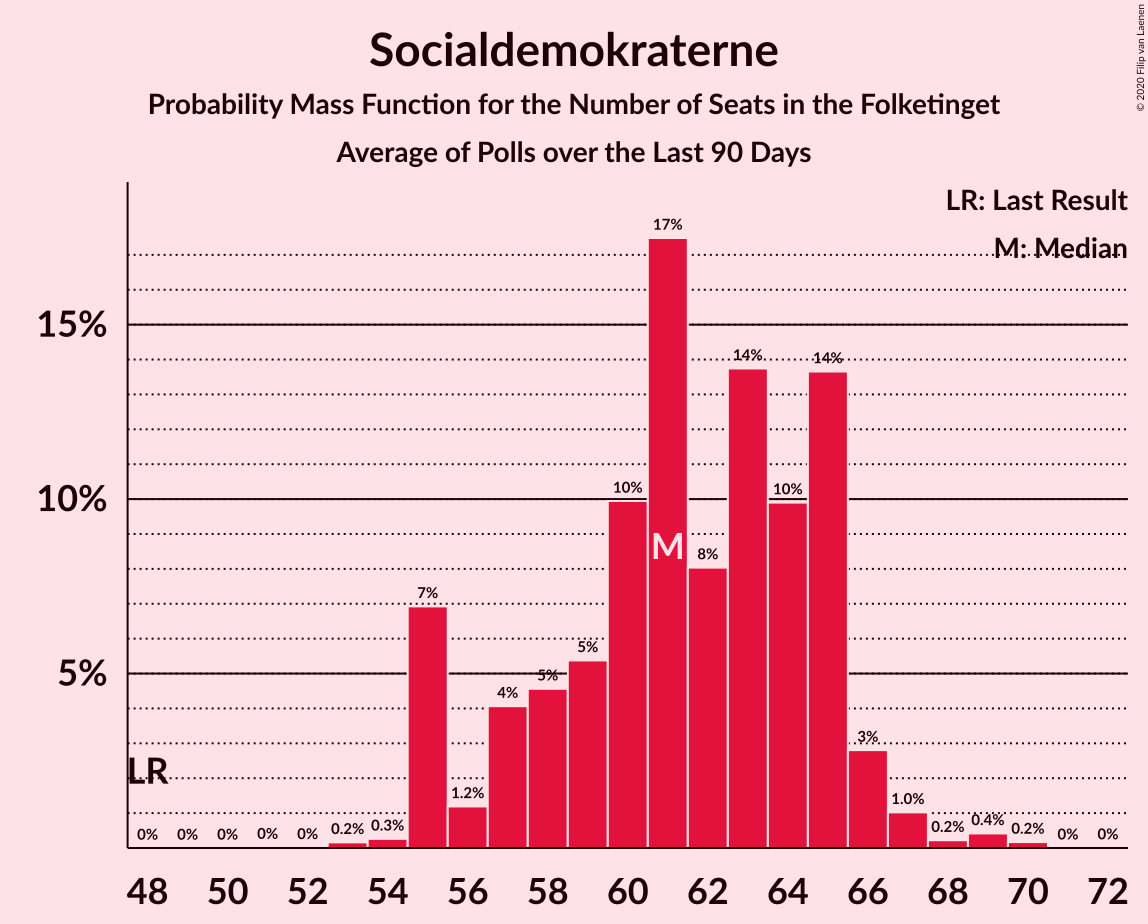 Socialdemokraterne
Probability Mass Function for the Number of Seats in the Folketinget
Average of Polls over the Last 90 Days
© 2020 Filip van Laenen
LR: Last Result
M: Median
17%
15%
14% 14%
10% 10%
10%
M
8%
7%
5%
5%
5%
4%
3%
LR
1.2%
1.0%
0% 0% 0% 0% 0% 0.2% 0.3% 0.2% 0.4% 0.2% 0% 0%
48 50 52 54 56 58 60 62 64 66 68 70 72